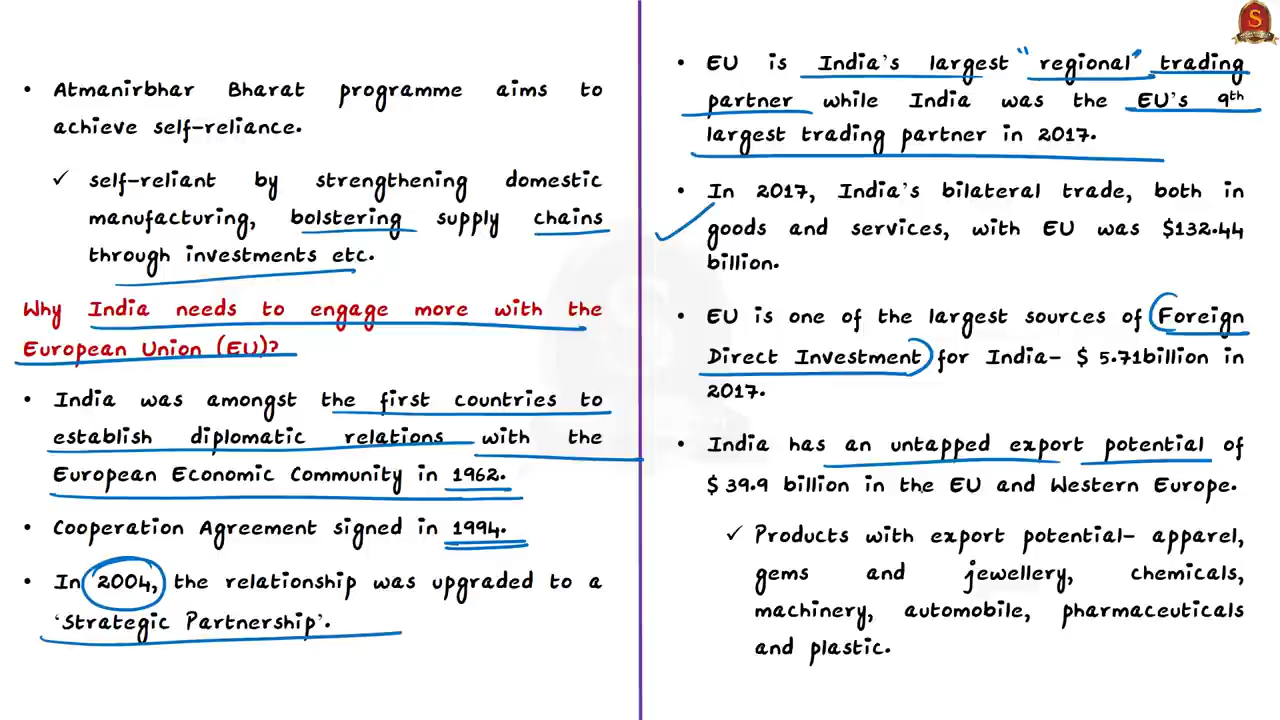 • Atmanirbhar Bharat programme aims to
achieve self-reliance.
✓ self-reliant by strengthening domestic
manufacturing, bolstering supply chains
through investments etc.
Why India needs to engage more with the
European Union (EU)?
• India was amongst the first countries to
establish diplomatic relations with the
European Economic Community in 1962.
• Cooperation Agreement signed in 1994.
• In 2004, the relationship was upgraded to a
‘Strategic Partnership’.
• EU is India’s largest “regional” trading
partner while India was the EU’s 9th
largest trading partner in 2017.
• In 2017, India’s bilateral trade, both in
goods and services, with EU was $132.44
billion.
• EU is one of the largest sources of Foreign
Direct Investment for India- $ 5.71billion in
2017.
• India has an untapped export potential of
$ 39.9 billion in the EU and Western Europe.
✓ Products with export potential- apparel,
gems and jewellery, chemicals,
machinery, automobile, pharmaceuticals
and plastic.
S